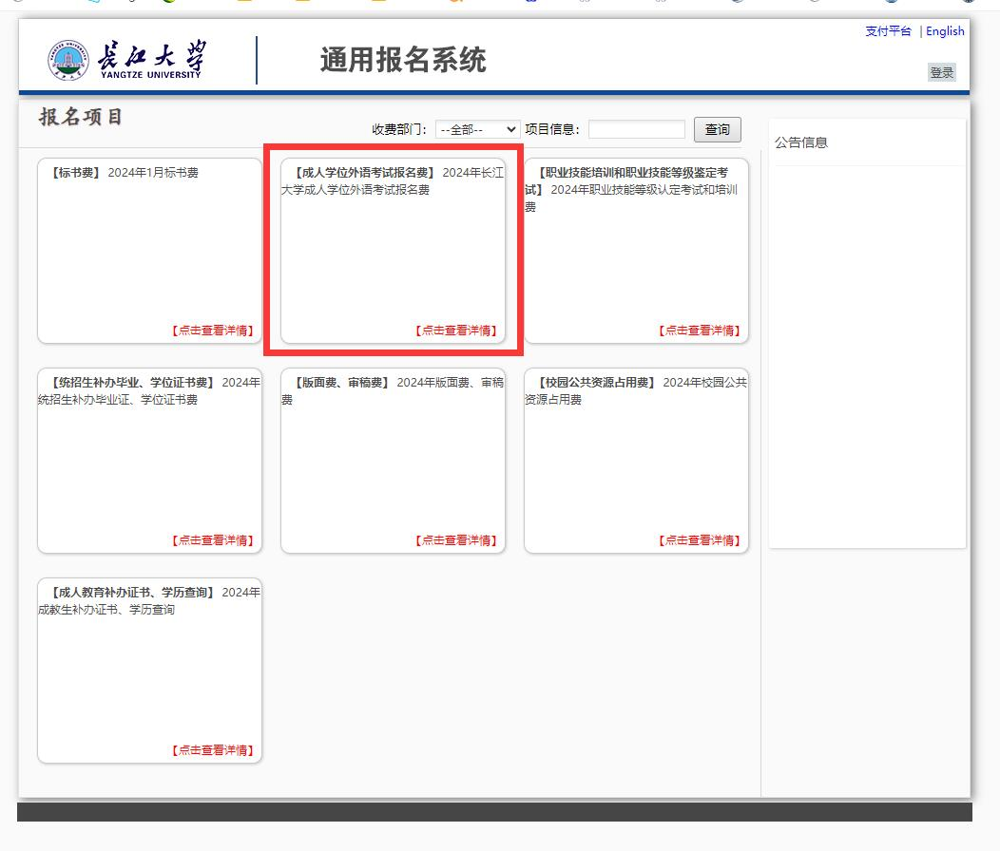 支付平台 | English
长江大学
YANGTZE UNIVERSITY
通用报名系统
登录
报名项目
收费部门： --全部-- 项目信息： 查询
公告信息
【标书费】 2024年1月标书费
【点击查看详情】
【成人学位外语考试报名费】 2024年长江
大学成人学位外语考试报名费
【点击查看详情】
【职业技能培训和职业技能等级鉴定考
试】 2024年职业技能等级认定考试和培训
费
【点击查看详情】
【统招生补办毕业、学位证书费】 2024年
统招生补办毕业证、学位证书费
【点击查看详情】
【版面费、审稿费】 2024年版面费、审稿
费
【点击查看详情】
【校园公共资源占用费】 2024年校园公共
资源占用费
【点击查看详情】
【成人教育补办证书、学历查询】 2024年
成教生补办证书、学历查询
【点击查看详情】